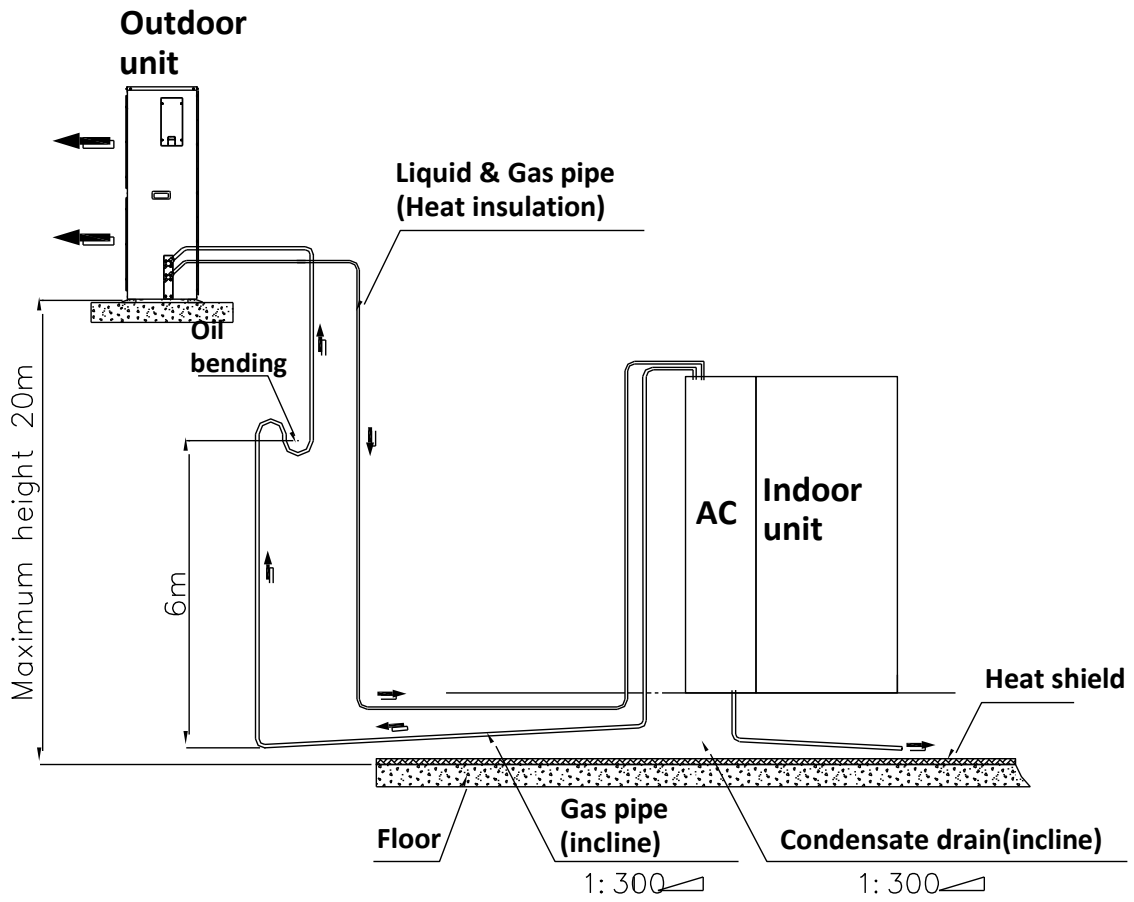 Outdoor
unit
Liquid & Gas pipe
(Heat insulation)
Oil
bending
Maximum height 20m
6m
AC
Indoor
unit
Heat shield
Floor
Gas pipe
(incline)
1:300
Condensate drain(incline)
1:300